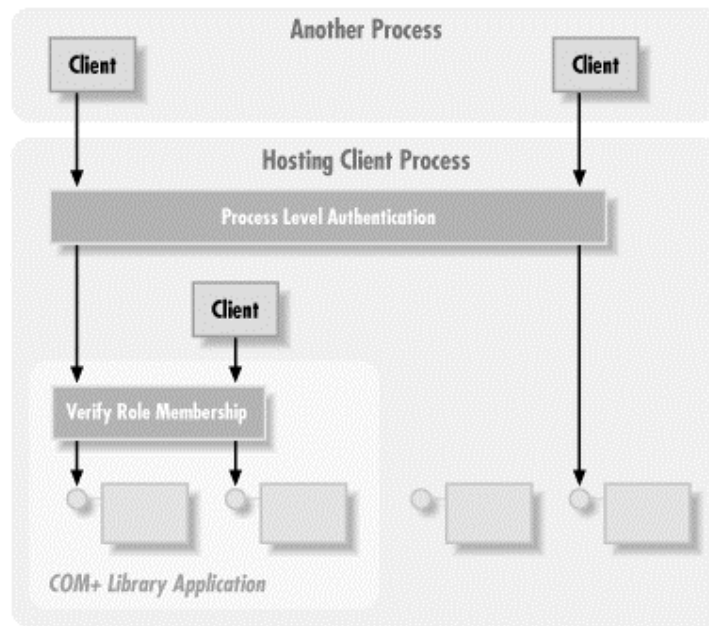 Another Process
Client
Client
Hosting Client Process
Process Level Authentication
Client
Verify Role Membership
COM+ Library Application